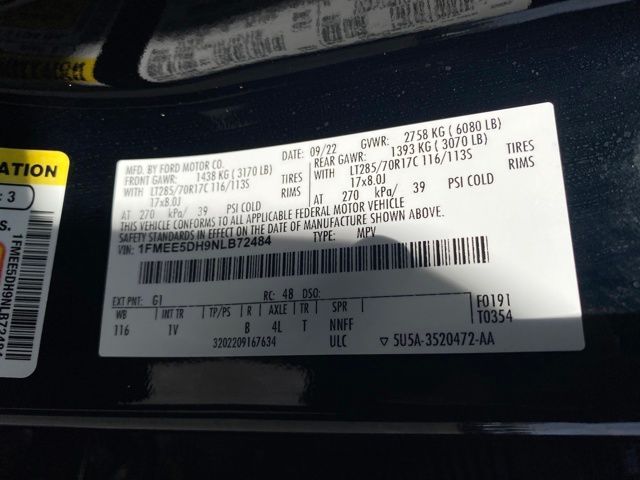 MFD. BY FORD MOTOR CO.
DATE: 09/22 GVWR: 2758 KG ( 6080 LB)
FRONT GAWR: 1438 KG ( 3170 LB) REAR GAWR: 1393 KG ( 3070 LB)
WITH LT285/70R17C 116/113S TIRES WITH LT285/70R17C 116/113S TIRES
17x8.0J RIMS 17x8.0J RIMS
AT 270 kPa/ 39 PSI COLD AT 270 kPa/ 39 PSI COLD
THIS VEHICLE CONFORMS TO ALL APPLICABLE FEDERAL MOTOR VEHICLE
SAFETY STANDARDS IN EFFECT ON THE DATE OF MANUFACTURE SHOWN ABOVE.
VIN: 1FMEE5DH9NLB72484 TYPE: MPV
EXT PNT: G1 RC: 48 DSO: F0191
WB INT TR TP/PS R AXLE TR SPR T0354
116 1V B 4L T NNFF
3202209167634 ULC ▽ 5U5A-3520472-AA
ATION
: 3
S.
1FMEE5DH9NLB72484